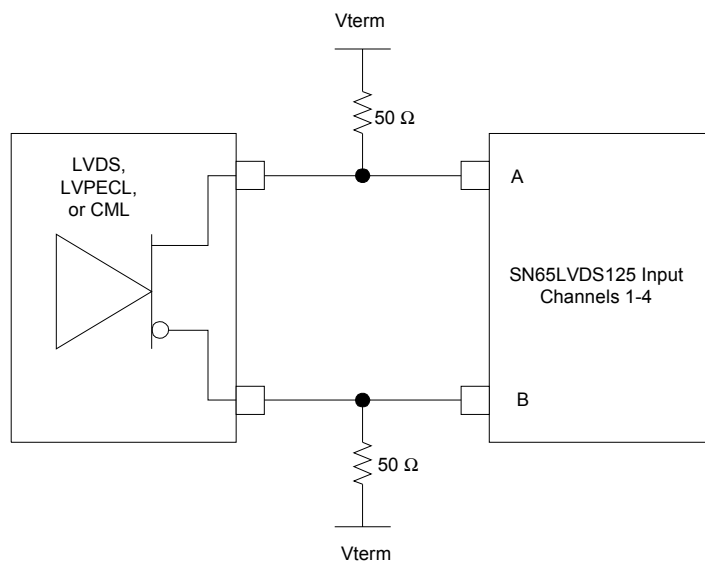 Vterm
50 Ω
LVDS,
LVPECL,
or CML
A
SN65LVDS125 Input
Channels 1-4
B
50 Ω
Vterm